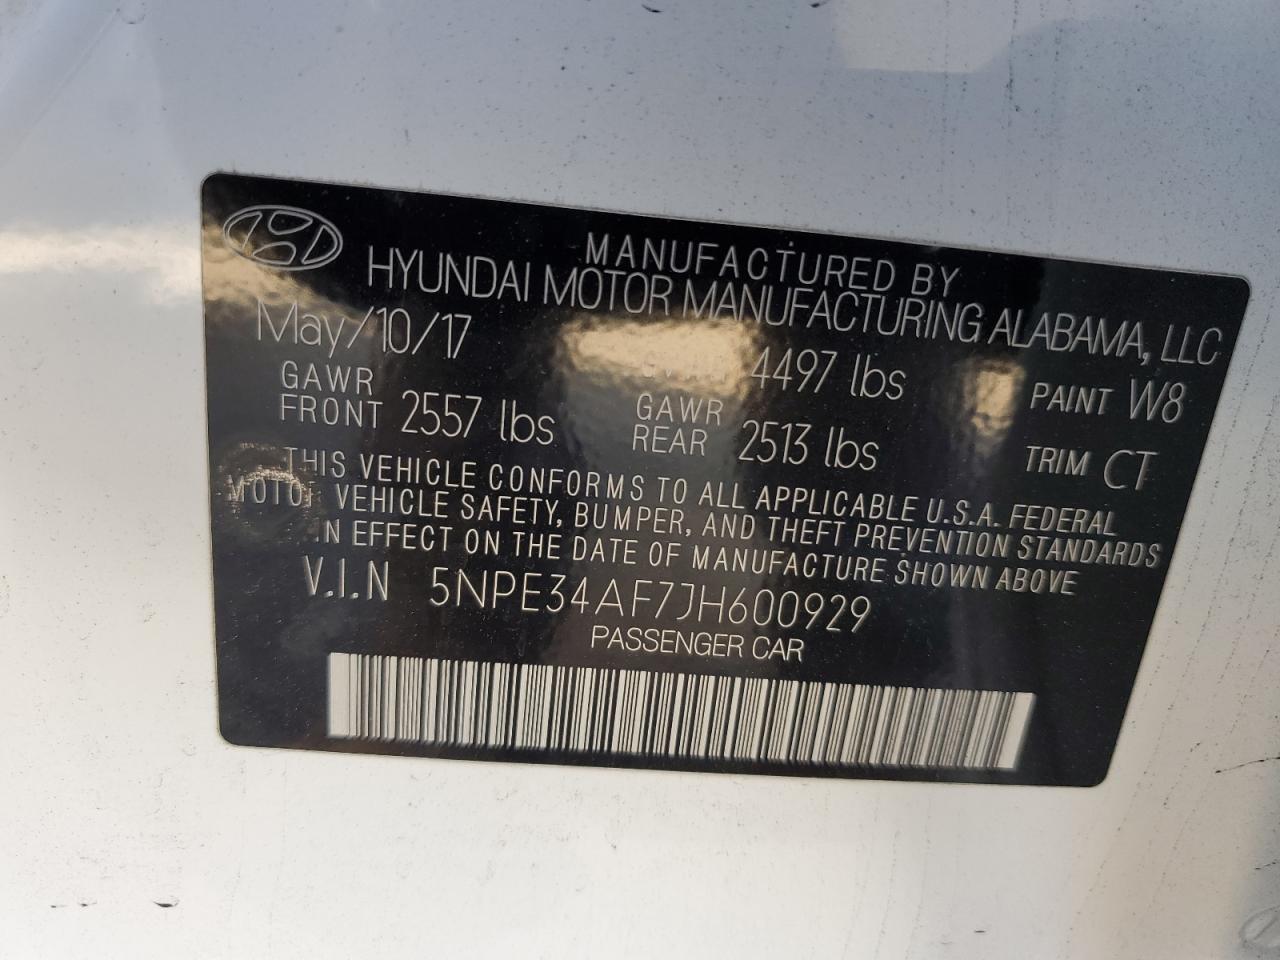 MANUFACTURED BY
HYUNDAI MOTOR MANUFACTURING ALABAMA, LLC
May/10/17 4497 lbs PAINT W8
GAWR FRONT 2557 lbs GAWR REAR 2513 lbs TRIM CT
THIS VEHICLE CONFORMS TO ALL APPLICABLE U.S.A. FEDERAL
MOTOR VEHICLE SAFETY, BUMPER, AND THEFT PREVENTION STANDARDS
IN EFFECT ON THE DATE OF MANUFACTURE SHOWN ABOVE
V.I.N 5NPE34AF7JH600929
PASSENGER CAR